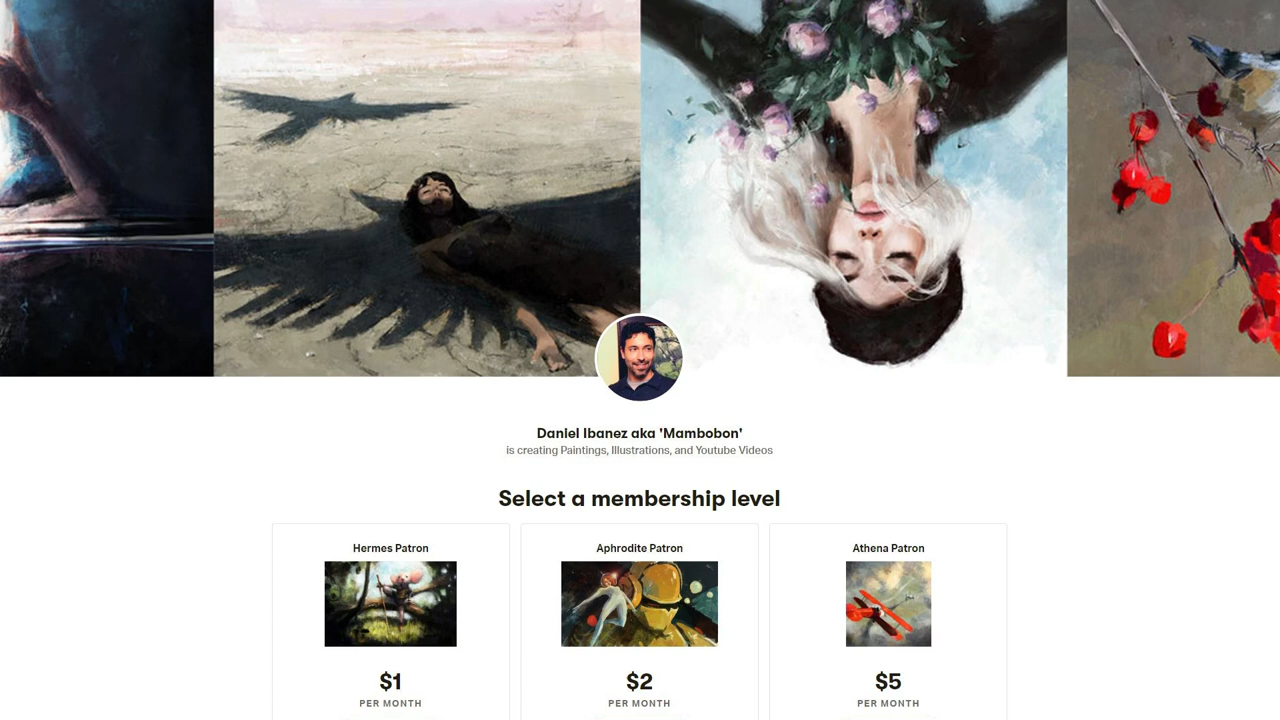 Daniel Ibanez aka 'Mambobon'
is creating Paintings, Illustrations, and Youtube Videos
Select a membership level
Hermes Patron
$1
PER MONTH
Aphrodite Patron
$2
PER MONTH
Athena Patron
$5
PER MONTH